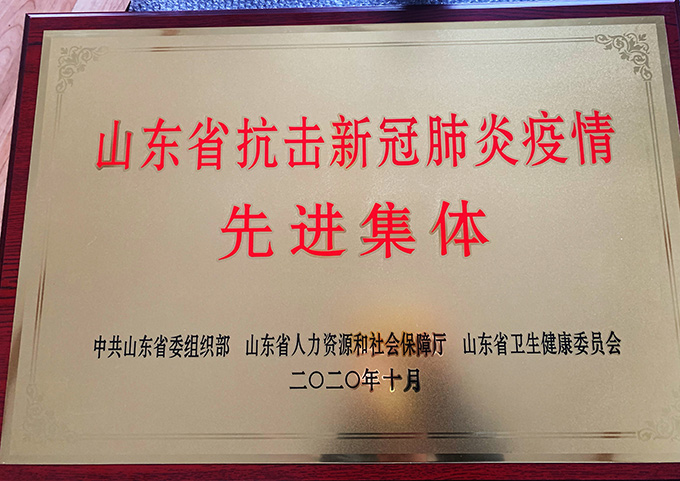 山东省抗击新冠肺炎疫情
先进集体
中共山东省委组织部 山东省人力资源和社会保障厅 山东省卫生健康委员会
二〇二〇年十月